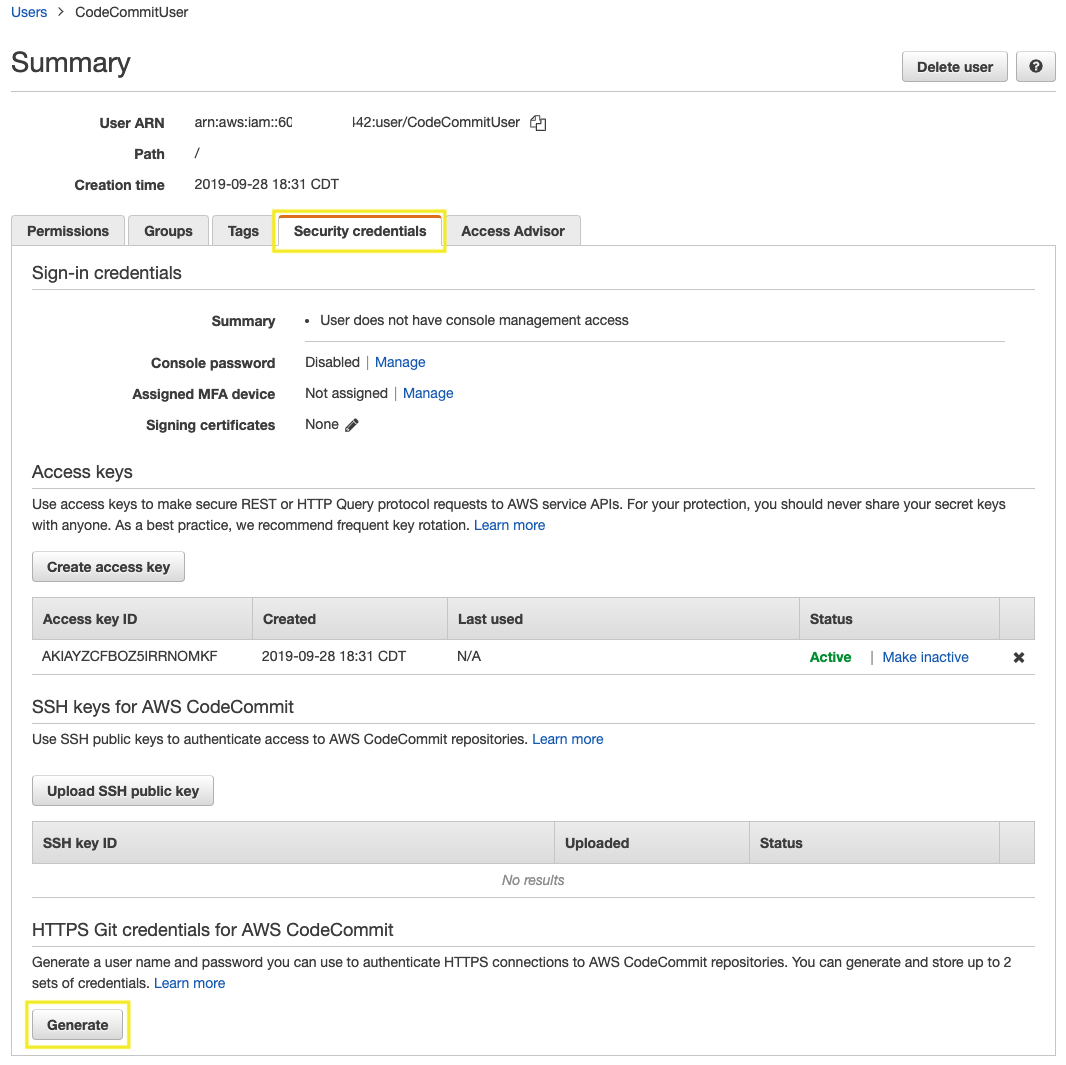 Users > CodeCommitUser
Summary
Delete user
User ARN arn:aws:iam::60 442:user/CodeCommitUser
Path /
Creation time 2019-09-28 18:31 CDT
Permissions Groups Tags Security credentials Access Advisor
Sign-in credentials
Summary • User does not have console management access
Console password Disabled | Manage
Assigned MFA device Not assigned | Manage
Signing certificates None
Access keys
Use access keys to make secure REST or HTTP Query protocol requests to AWS service APIs. For your protection, you should never share your secret keys
with anyone. As a best practice, we recommend frequent key rotation. Learn more
Create access key
Access key ID Created Last used Status
AKIAYZCFBOZ5IRRNOMKF 2019-09-28 18:31 CDT N/A Active | Make inactive
SSH keys for AWS CodeCommit
Use SSH public keys to authenticate access to AWS CodeCommit repositories. Learn more
Upload SSH public key
SSH key ID Uploaded Status
No results
HTTPS Git credentials for AWS CodeCommit
Generate a user name and password you can use to authenticate HTTPS connections to AWS CodeCommit repositories. You can generate and store up to 2
sets of credentials. Learn more
Generate